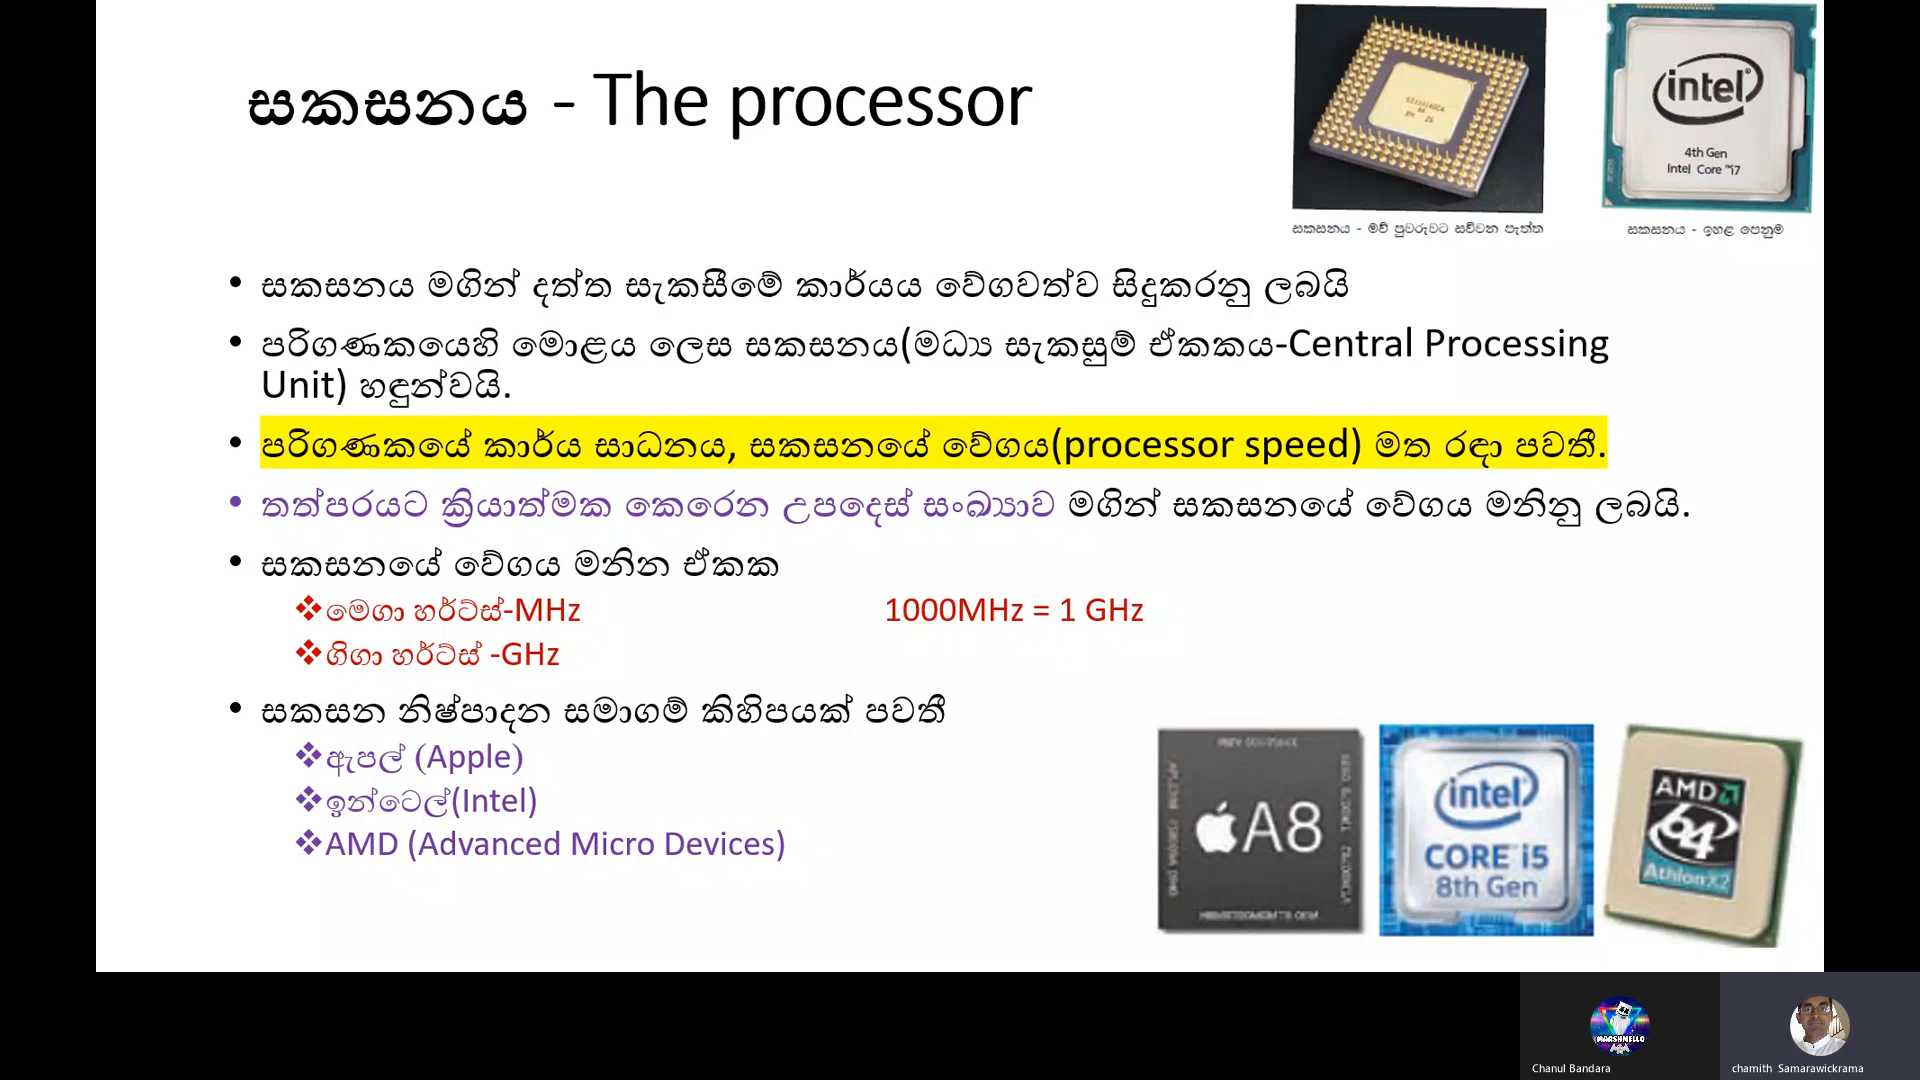 සකසනය - The processor
intel
4th Gen
Intel Core ™i7
සකසනය - මව් පුවරුවට සවිවන පැත්ත
සකසනය - ඉහළ පෙනුම
• සකසනය මගින් දත්ත සැකසීමේ කාර්යය වේගවත්ව සිදුකරනු ලබයි
• පරිගණකයෙහි මොළය ලෙස සකසනය(මධ්‍ය සැකසුම් ඒකකය-Central Processing
Unit) හඳුන්වයි.
• පරිගණකයේ කාර්ය සාධනය, සකසනයේ වේගය(processor speed) මත රඳා පවතී.
• තත්පරයට ක්‍රියාත්මක කෙරෙන උපදෙස් සංඛ්‍යාව මගින් සකසනයේ වේගය මනිනු ලබයි.
• සකසනයේ වේගය මනින ඒකක
❖මෙගා හර්ට්ස්-MHz 1000MHz = 1 GHz
❖ගිගා හර්ට්ස් -GHz
• සකසන නිෂ්පාදන සමාගම් කිහිපයක් පවතී
❖ඇපල් (Apple)
❖ඉන්ටෙල්(Intel)
❖AMD (Advanced Micro Devices)
A8
intel
CORE i5
8th Gen
AMD
64
Athlon X2
MARSHMELLO
Chanul Bandara
chamith Samarawickrama